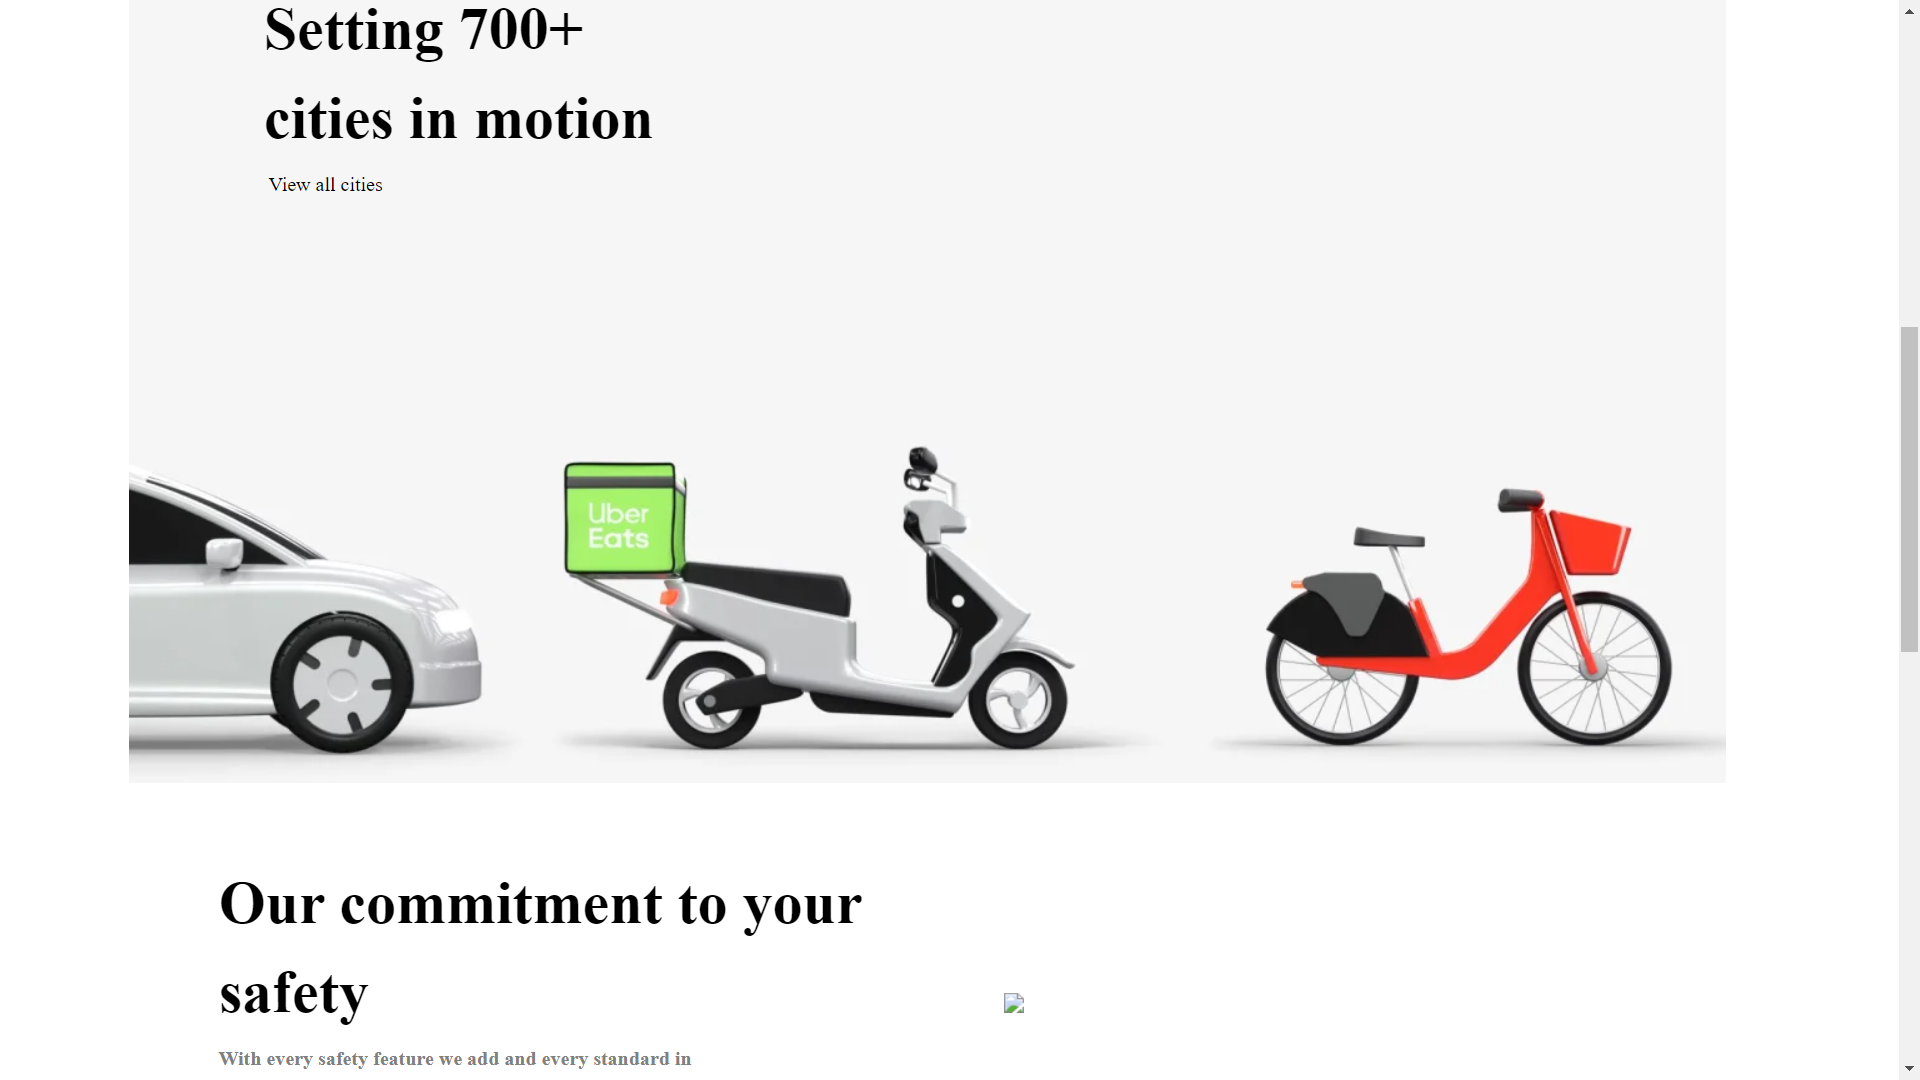 Setting 700+
cities in motion
View all cities
Uber
Eats
Our commitment to your
safety
With every safety feature we add and every standard in